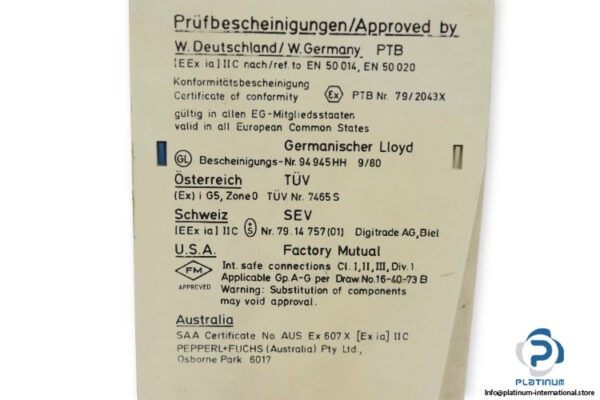 Prüfbescheinigungen/Approved by
W. Deutschland/W. Germany PTB
[EEx ia] IIC nach/ref. to EN 50 014, EN 50 020
Konformitätsbescheinigung
Certificate of conformity Ex PTB Nr. 79/2043X
gültig in allen EG-Mitgliedsstaaten
valid in all European Common States
Germanischer Lloyd
GL Bescheinigungs-Nr. 94 945 HH 9/80
Österreich TÜV
(Ex) i G5, Zone 0 TÜV Nr. 7465 S
Schweiz SEV
[EEx ia] IIC +S Nr. 79.14 757 (01) Digitrade AG, Biel
U.S.A. Factory Mutual
FM APPROVED
Int. safe connections Cl. I, II, III, Div. 1
Applicable Gp. A-G per Draw. No. 16-40-73 B
Warning: Substitution of components
may void approval.
Australia
SAA Certificate No. AUS Ex 607 X [Ex ia] IIC
PEPPERL+FUCHS (Australia) Pty Ltd.,
Osborne Park 6017
PLATINUM
Info@platinum-international.store